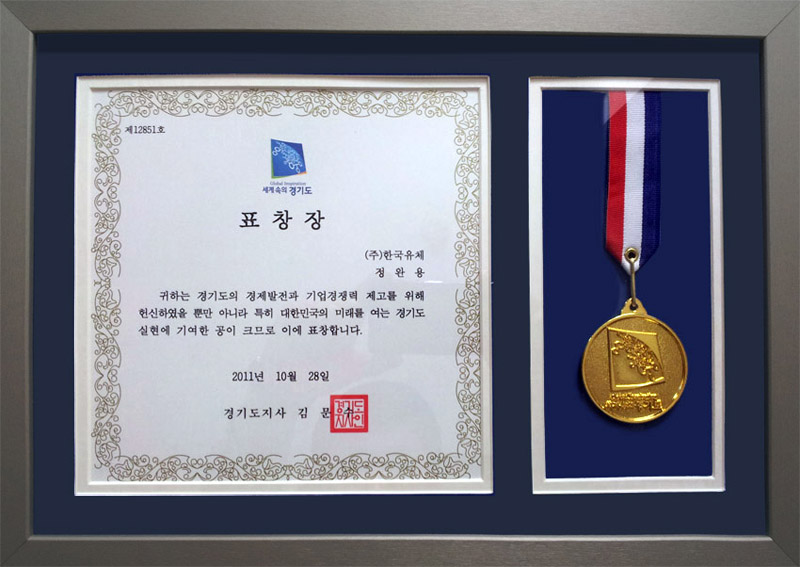 제12851호
Global Inspiration
세계 속의 경기도
표 창 장
(주)한국유체
정 완 용
귀하는 경기도의 경제발전과 기업경쟁력 제고를 위해
헌신하였을 뿐만 아니라 특히 대한민국의 미래를 여는 경기도
실현에 기여한 공이 크므로 이에 표창합니다.
2011년 10월 28일
경기도지사 김 문 수